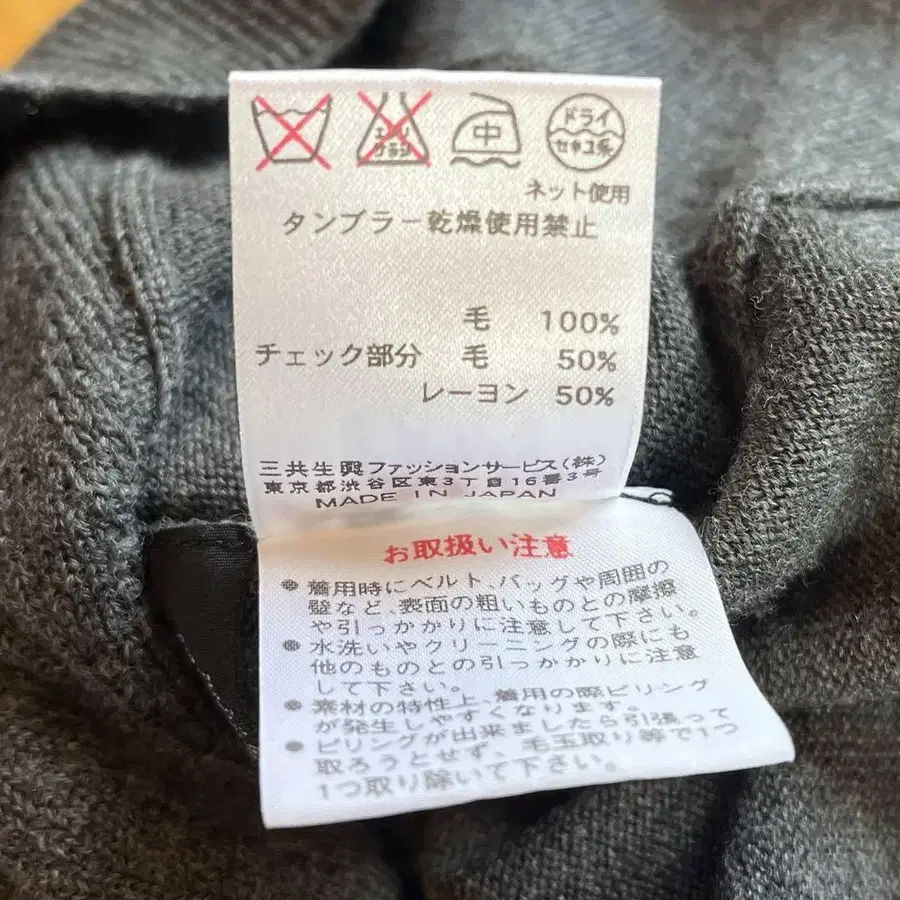 中
ドライ
セキユ系
エンソ
サラシ
ネット使用
タンブラー乾燥使用禁止
毛 100%
チェック部分 毛 50%
レーヨン 50%
三共生興ファッションサービス(株)
東京都渋谷区東3丁目16番3号
MADE IN JAPAN
お取扱い注意
●着用時にベルト、バッグや周囲の
壁など、表面の粗いものとの摩擦
や引っかかりに注意して下さい。
●水洗いやクリーニングの際にも
他のものとの引っかかりに注意
して下さい。
●素材の特性上、着用の際ピリング
が発生しやすくなります。
●ピリングが出来ましたら引張って
取ろうとせず、毛玉取り等で1つ
1つ取り除いて下さい。